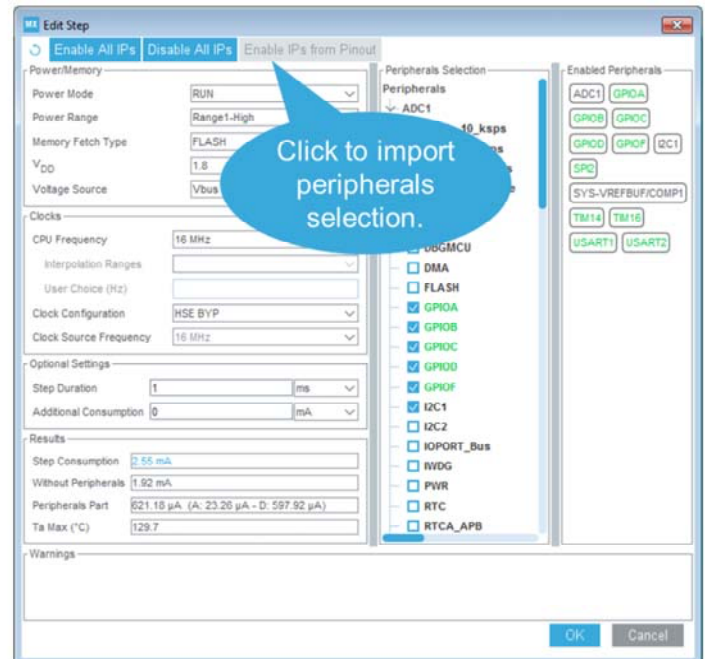 MX Edit Step
Enable All IPs Disable All IPs Enable IPs from Pinout
Power/Memory
Power Mode RUN
Power Range Range1-High
Memory Fetch Type FLASH
VDD 1.8
Voltage Source Vbus
Clocks
CPU Frequency 16 MHz
Interpolation Ranges
User Choice (Hz)
Clock Configuration HSE BYP
Clock Source Frequency 16 MHz
Optional Settings
Step Duration 1 ms
Additional Consumption 0 mA
Results
Step Consumption 2.55 mA
Without Peripherals 1.92 mA
Peripherals Part 621.18 µA (A: 23.26 µA - D: 597.92 µA)
Ta Max (°C) 129.7
Click to import
peripherals
selection.
Peripherals Selection
Peripherals
ADC1
10_ksps
DBGMCU
DMA
FLASH
GPIOA
GPIOB
GPIOC
GPIOD
GPIOF
I2C1
I2C2
IOPORT_Bus
IWDG
PWR
RTC
RTCA_APB
Enabled Peripherals
ADC1 GPIOA
GPIOB GPIOC
GPIOD GPIOF I2C1
SPI2
SYS-VREFBUF/COMP1
TIM14 TIM16
USART1 USART2
Warnings
OK Cancel